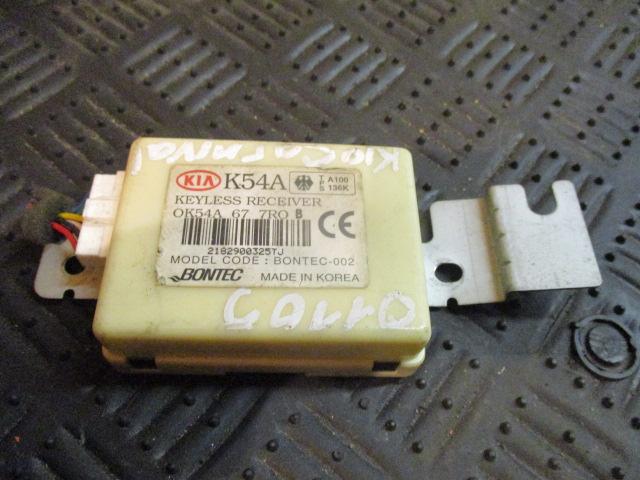 Kia Carnival
KIA K54A T P S A100 136K
KEYLESS RECEIVER
OK54A 67 7RO B CE
2182900325TJ
MODEL CODE : BONTEC-002
BONTEC MADE IN KOREA